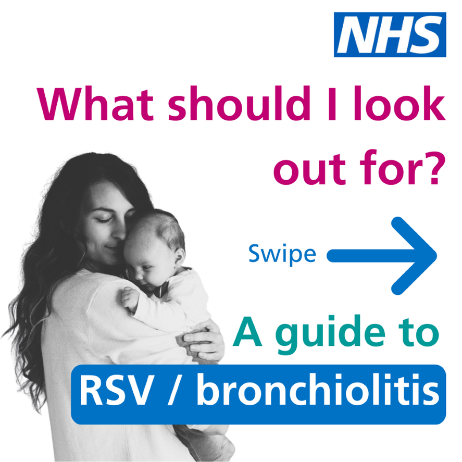 NHS
What should I look
out for?
Swipe
A guide to
RSV / bronchiolitis